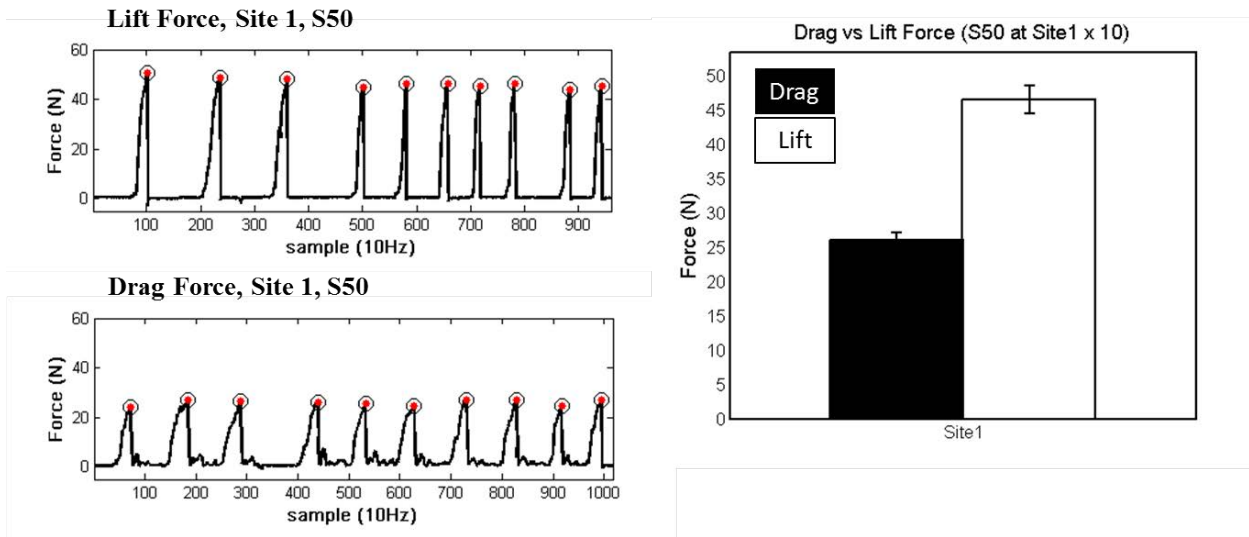 Lift Force, Site 1, S50
60
40
20
0
Force (N)
100 200 300 400 500 600 700 800 900
sample (10Hz)
Drag Force, Site 1, S50
60
40
20
0
Force (N)
100 200 300 400 500 600 700 800 900 1000
sample (10Hz)
Drag vs Lift Force (S50 at Site1 x 10)
50
45
40
35
30
25
20
15
10
5
0
Force (N)
Drag
Lift
Site1